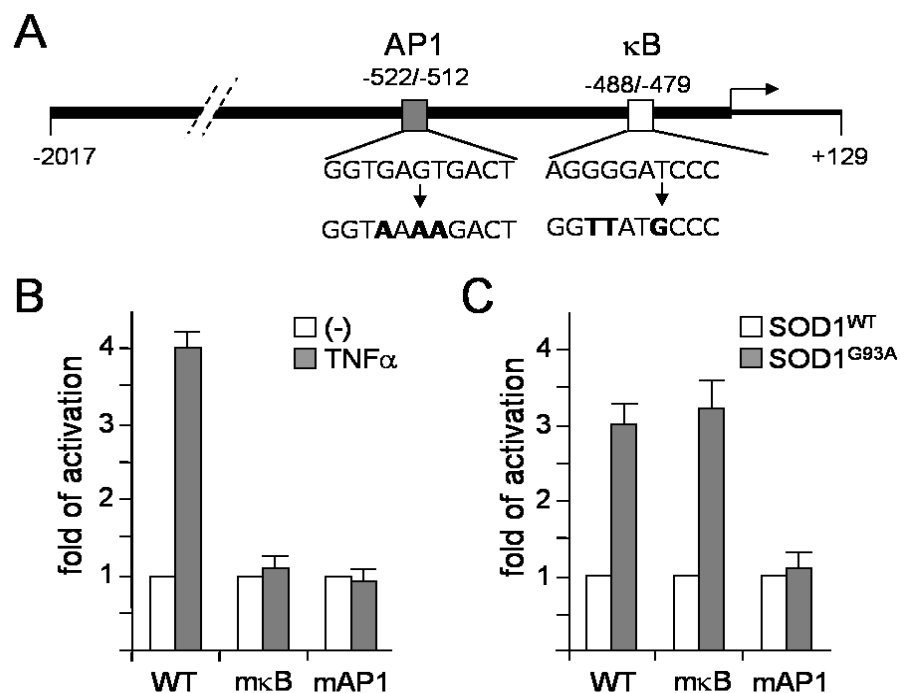 A
AP1
-522/-512
κB
-488/-479
-2017
+129
GGTGAGTGACT
AGGGGATCCC
GGTAAAAGACT
GGTTATGCCC
B
fold of activation
4
3
2
1
(-)
TNFα
WT
mκB
mAP1
C
fold of activation
4
3
2
1
SOD1WT
SOD1G93A
WT
mκB
mAP1